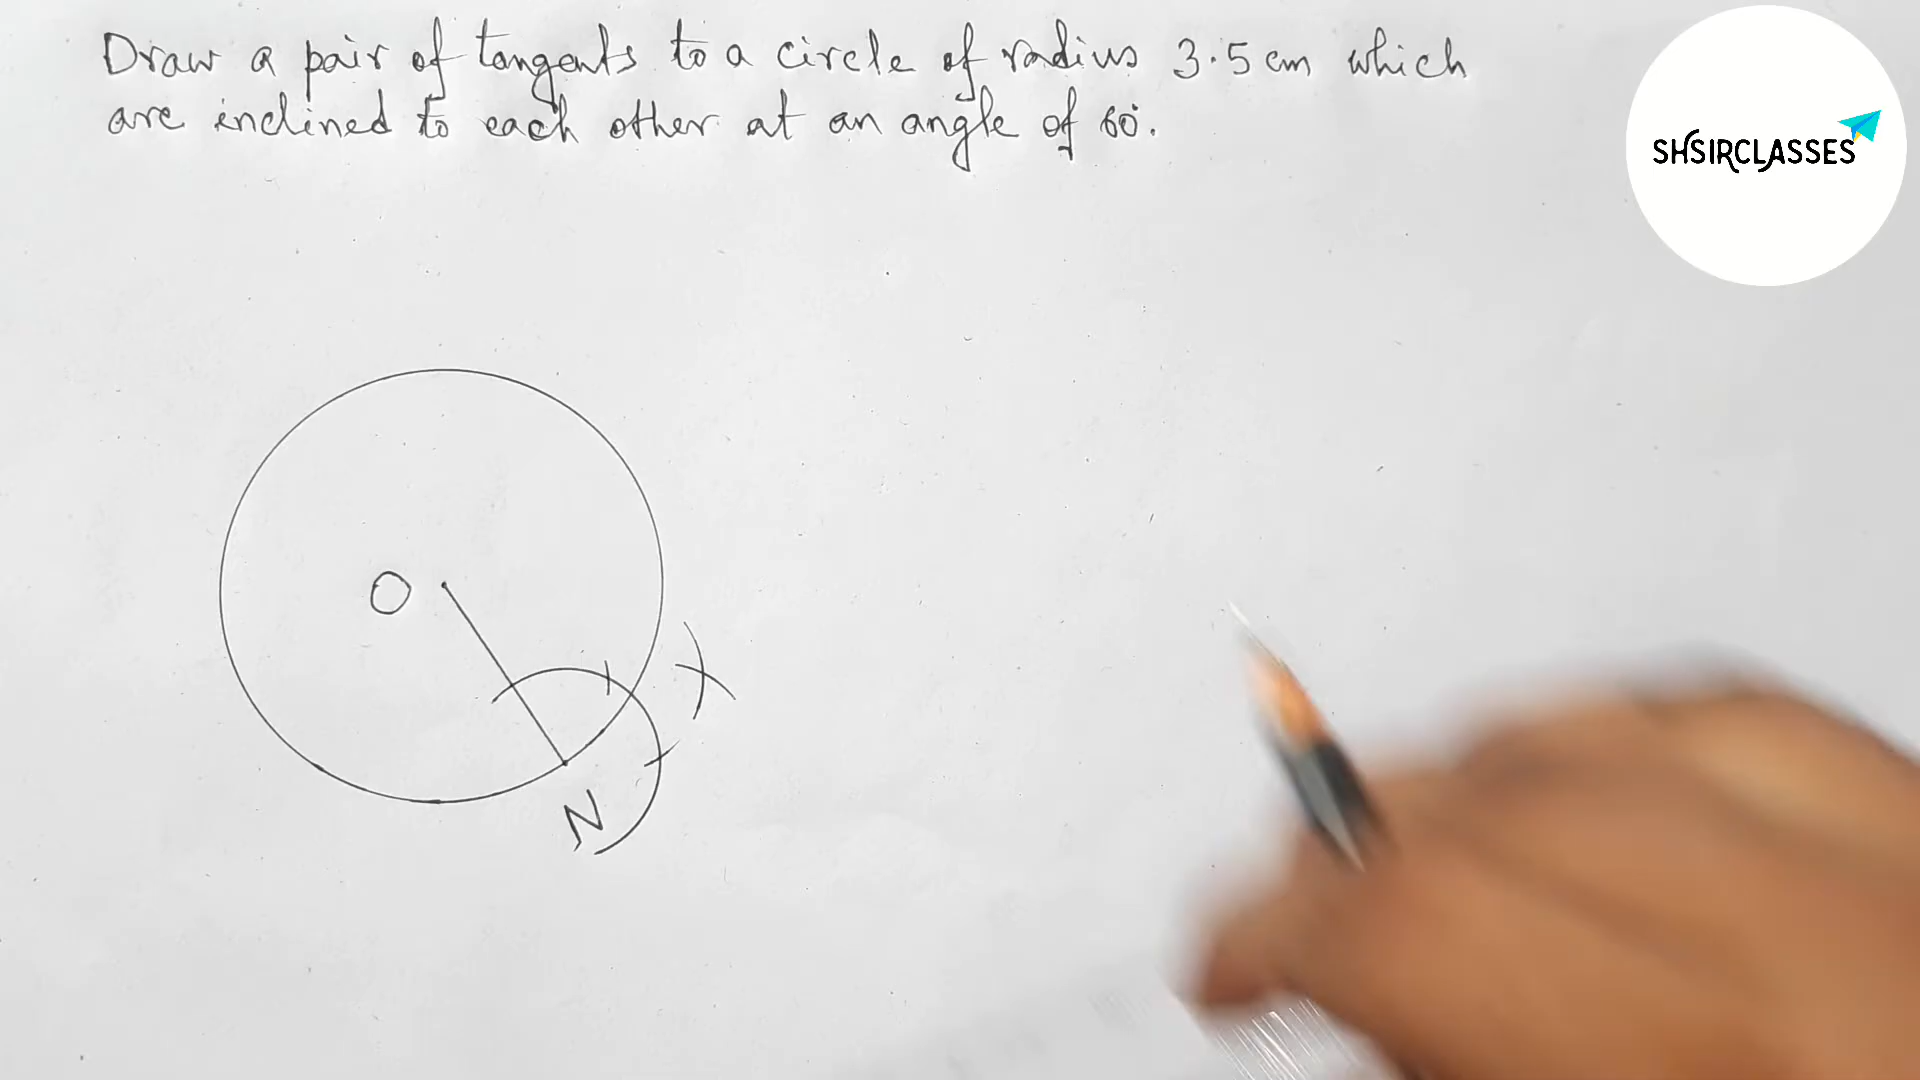 Draw a pair of tangents to a circle of radius 3.5 cm which
are inclined to each other at an angle of 60°.
SHSIRCLASSES
O
N